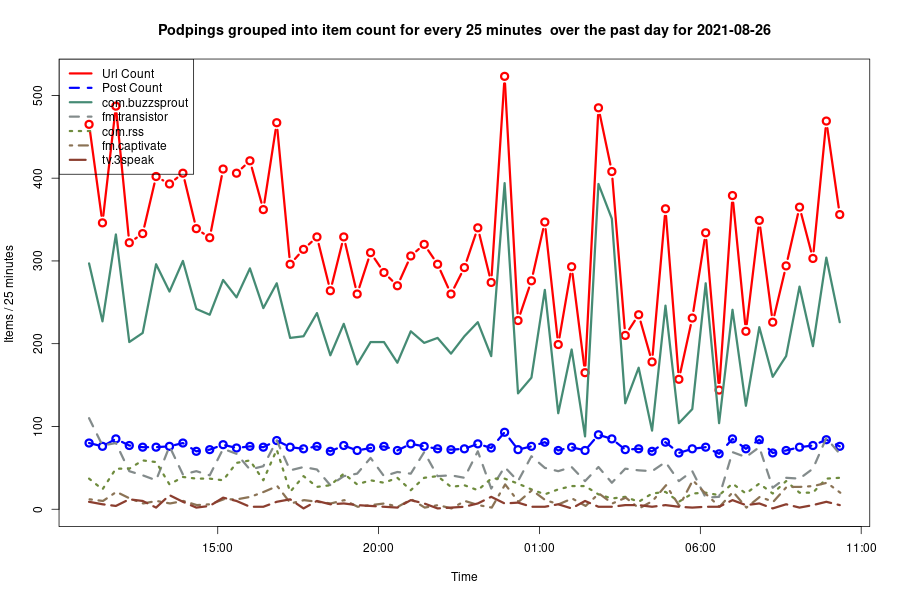 Podpings grouped into item count for every 25 minutes  over the past day for 2021-08-26
Url Count
Post Count
com.buzzsprout
fm.transistor
com.rss
fm.captivate
tv.3speak
Items / 25 minutes
500
400
300
200
100
0
15:00
20:00
01:00
06:00
11:00
Time